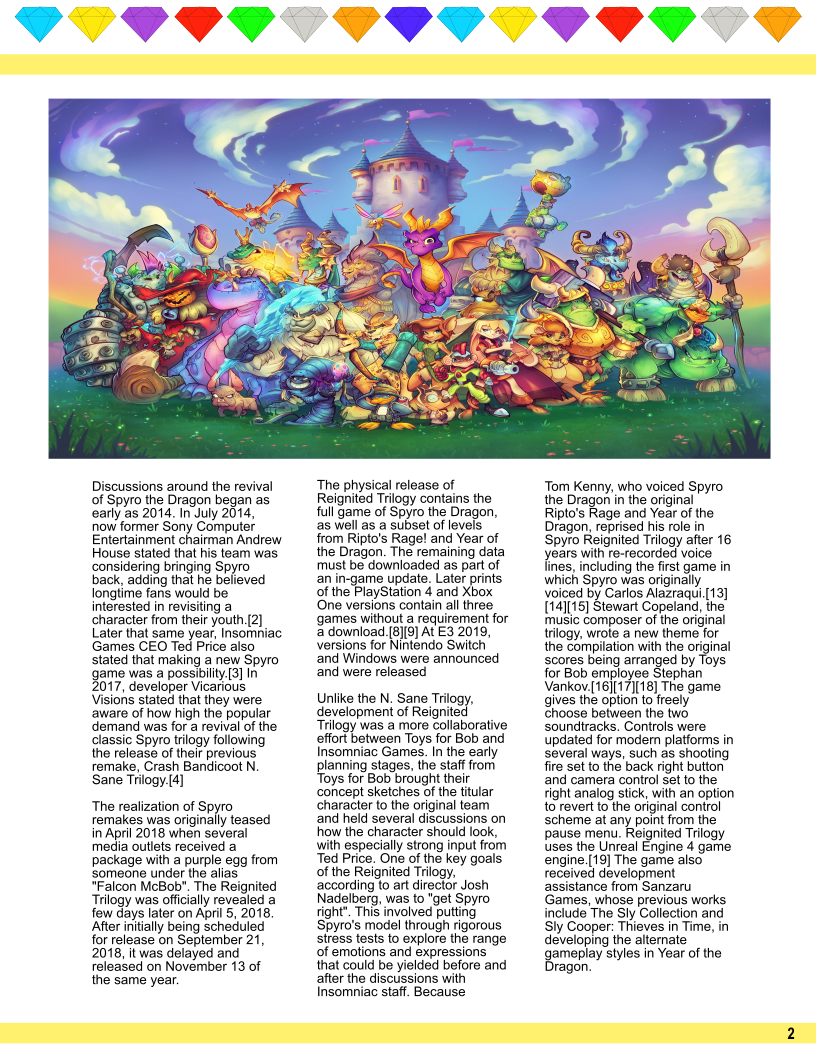 Discussions around the revival
of Spyro the Dragon began as
early as 2014. In July 2014,
now former Sony Computer
Entertainment chairman Andrew
House stated that his team was
considering bringing Spyro
back, adding that he believed
longtime fans would be
interested in revisiting a
character from their youth.[2]
Later that same year, Insomniac
Games CEO Ted Price also
stated that making a new Spyro
game was a possibility.[3] In
2017, developer Vicarious
Visions stated that they were
aware of how high the popular
demand was for a revival of the
classic Spyro trilogy following
the release of their previous
remake, Crash Bandicoot N.
Sane Trilogy.[4]
The realization of Spyro
remakes was originally teased
in April 2018 when several
media outlets received a
package with a purple egg from
someone under the alias
"Falcon McBob". The Reignited
Trilogy was officially revealed a
few days later on April 5, 2018.
After initially being scheduled
for release on September 21,
2018, it was delayed and
released on November 13 of
the same year.
The physical release of
Reignited Trilogy contains the
full game of Spyro the Dragon,
as well as a subset of levels
from Ripto's Rage! and Year of
the Dragon. The remaining data
must be downloaded as part of
an in-game update. Later prints
of the PlayStation 4 and Xbox
One versions contain all three
games without a requirement for
a download.[8][9] At E3 2019,
versions for Nintendo Switch
and Windows were announced
and were released
Unlike the N. Sane Trilogy,
development of Reignited
Trilogy was a more collaborative
effort between Toys for Bob and
Insomniac Games. In the early
planning stages, the staff from
Toys for Bob brought their
concept sketches of the titular
character to the original team
and held several discussions on
how the character should look,
with especially strong input from
Ted Price. One of the key goals
of the Reignited Trilogy,
according to art director Josh
Nadelberg, was to "get Spyro
right". This involved putting
Spyro's model through rigorous
stress tests to explore the range
of emotions and expressions
that could be yielded before and
after the discussions with
Insomniac staff. Because
Tom Kenny, who voiced Spyro
the Dragon in the original
Ripto's Rage and Year of the
Dragon, reprised his role in
Spyro Reignited Trilogy after 16
years with re-recorded voice
lines, including the first game in
which Spyro was originally
voiced by Carlos Alazraqui.[13]
[14][15] Stewart Copeland, the
music composer of the original
trilogy, wrote a new theme for
the compilation with the original
scores being arranged by Toys
for Bob employee Stephan
Vankov.[16][17][18] The game
gives the option to freely
choose between the two
soundtracks. Controls were
updated for modern platforms in
several ways, such as shooting
fire set to the back right button
and camera control set to the
right analog stick, with an option
to revert to the original control
scheme at any point from the
pause menu. Reignited Trilogy
uses the Unreal Engine 4 game
engine.[19] The game also
received development
assistance from Sanzaru
Games, whose previous works
include The Sly Collection and
Sly Cooper: Thieves in Time, in
developing the alternate
gameplay styles in Year of the
Dragon.
2